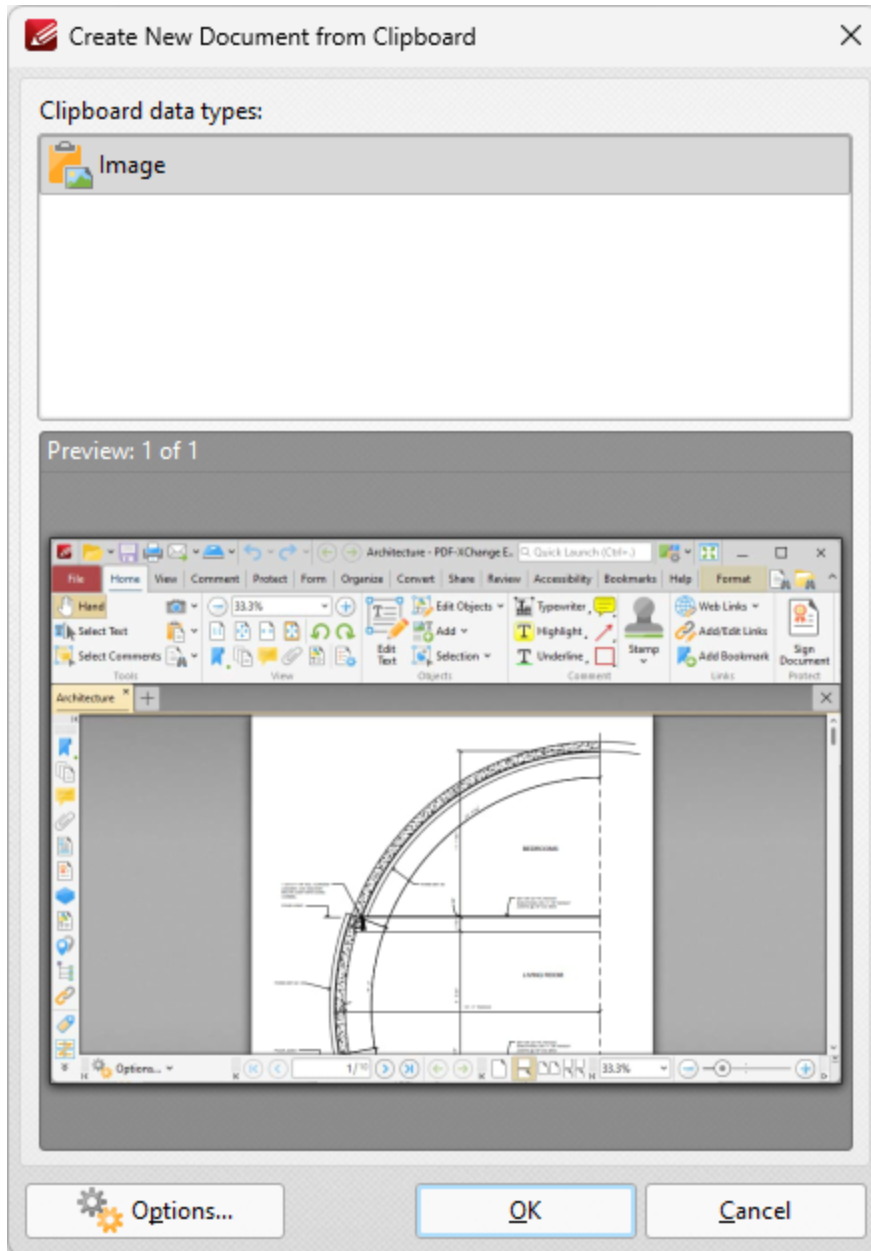 Create New Document from Clipboard
Clipboard data types:
Image
Preview: 1 of 1
Architecture - PDF-XChange E.. Quick Launch (Ctrl+.)
File Home View Comment Protect Form Organize Convert Share Review Accessibility Bookmarks Help Format
Hand 33.3% Edit Objects Typewriter Web Links
Select Text Add Highlight Add/Edit Links
Select Comments Edit Text Selection Underline Stamp Add Bookmark Sign Document
Tools View Objects Comment Links Protect
Architecture
BEDROOMS
LIVING ROOM
Options... 1/10 33.3%
Options... OK Cancel